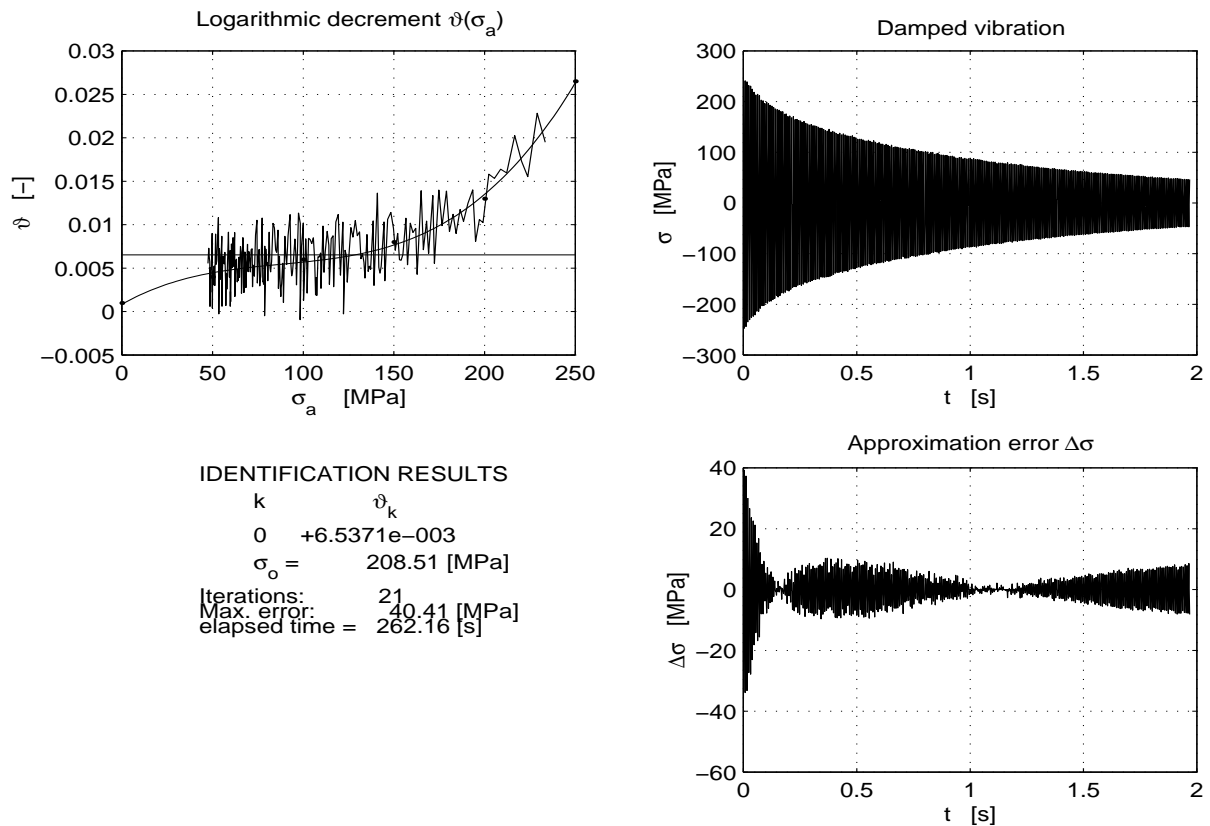 Logarithmic decrement ϑ(σₐ)
0.03
0.025
0.02
0.015
0.01
0.005
0
−0.005
ϑ [−]
0 50 100 150 200 250
σₐ [MPa]
Damped vibration
300
200
100
0
−100
−200
−300
σ [MPa]
0 0.5 1 1.5 2
t [s]
IDENTIFICATION RESULTS
k ϑₖ
0 +6.5371e−003
σₒ = 208.51 [MPa]
Iterations: 21
Max. error: 40.41 [MPa]
elapsed time = 262.16 [s]
Approximation error Δσ
40
20
0
−20
−40
−60
Δσ [MPa]
0 0.5 1 1.5 2
t [s]